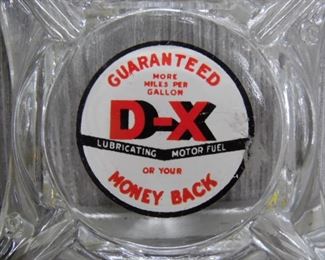 GUARANTEED
MORE
MILES PER
GALLON
D-X
LUBRICATING MOTOR FUEL
OR YOUR
MONEY BACK